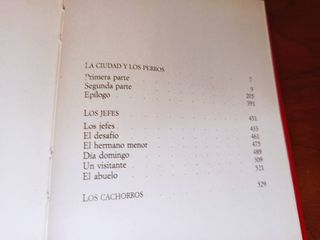 LA CIUDAD Y LOS PERROS 7
Primera parte 9
Segunda parte 205
Epílogo 391
LOS JEFES 431
Los jefes 433
El desafío 461
El hermano menor 475
Día domingo 489
Un visitante 509
El abuelo 521
LOS CACHORROS 529